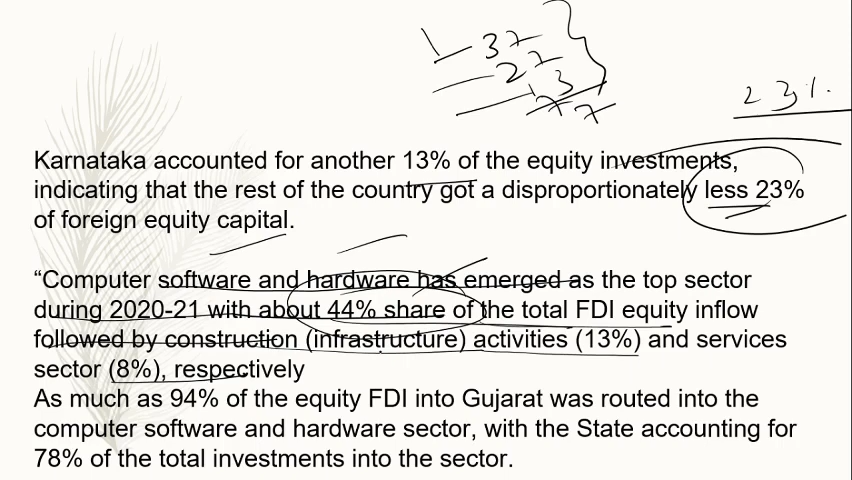 37
27
13
77
23%
Karnataka accounted for another 13% of the equity investments,
indicating that the rest of the country got a disproportionately less 23%
of foreign equity capital.
“Computer software and hardware has emerged as the top sector
during 2020-21 with about 44% share of the total FDI equity inflow
followed by construction (infrastructure) activities (13%) and services
sector (8%), respectively
As much as 94% of the equity FDI into Gujarat was routed into the
computer software and hardware sector, with the State accounting for
78% of the total investments into the sector.